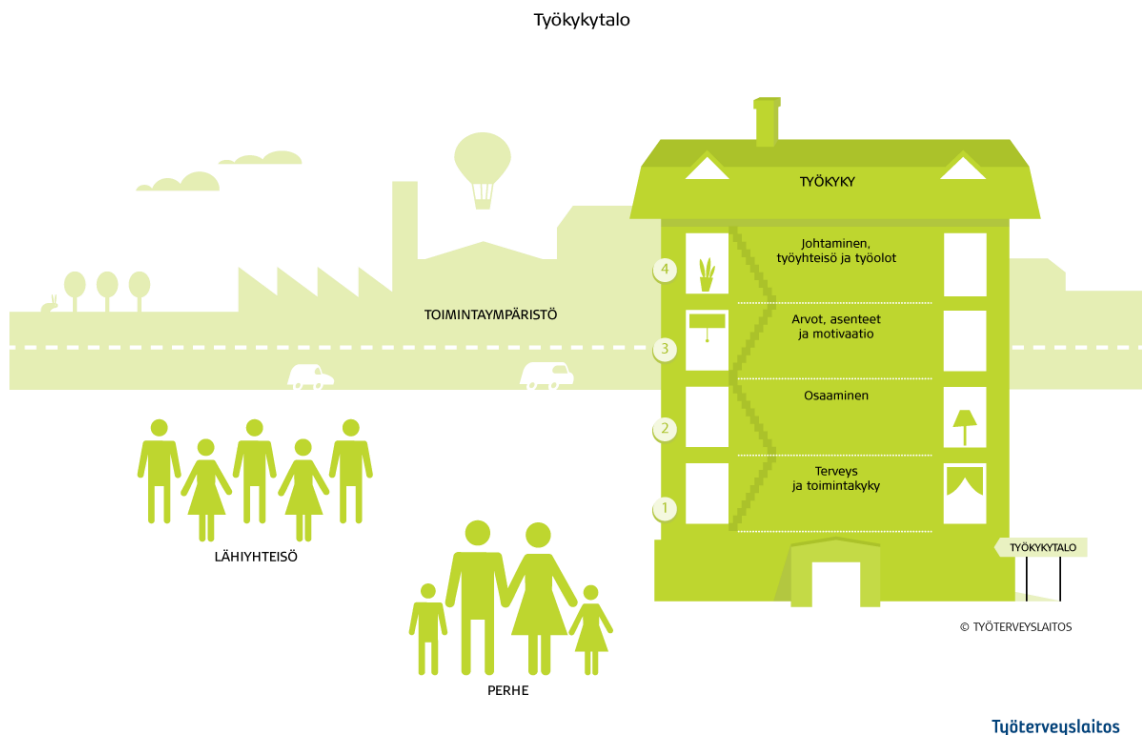 Työkykytalo
TYÖKYKY
Johtaminen,
työyhteisö ja työolot
4
Arvot, asenteet
ja motivaatio
3
Osaaminen
2
Terveys
ja toimintakyky
1
TOIMINTAYMPÄRISTÖ
LÄHIYHTEISÖ
PERHE
TYÖKYKYTALO
© TYÖTERVEYSLAITOS
Työterveyslaitos